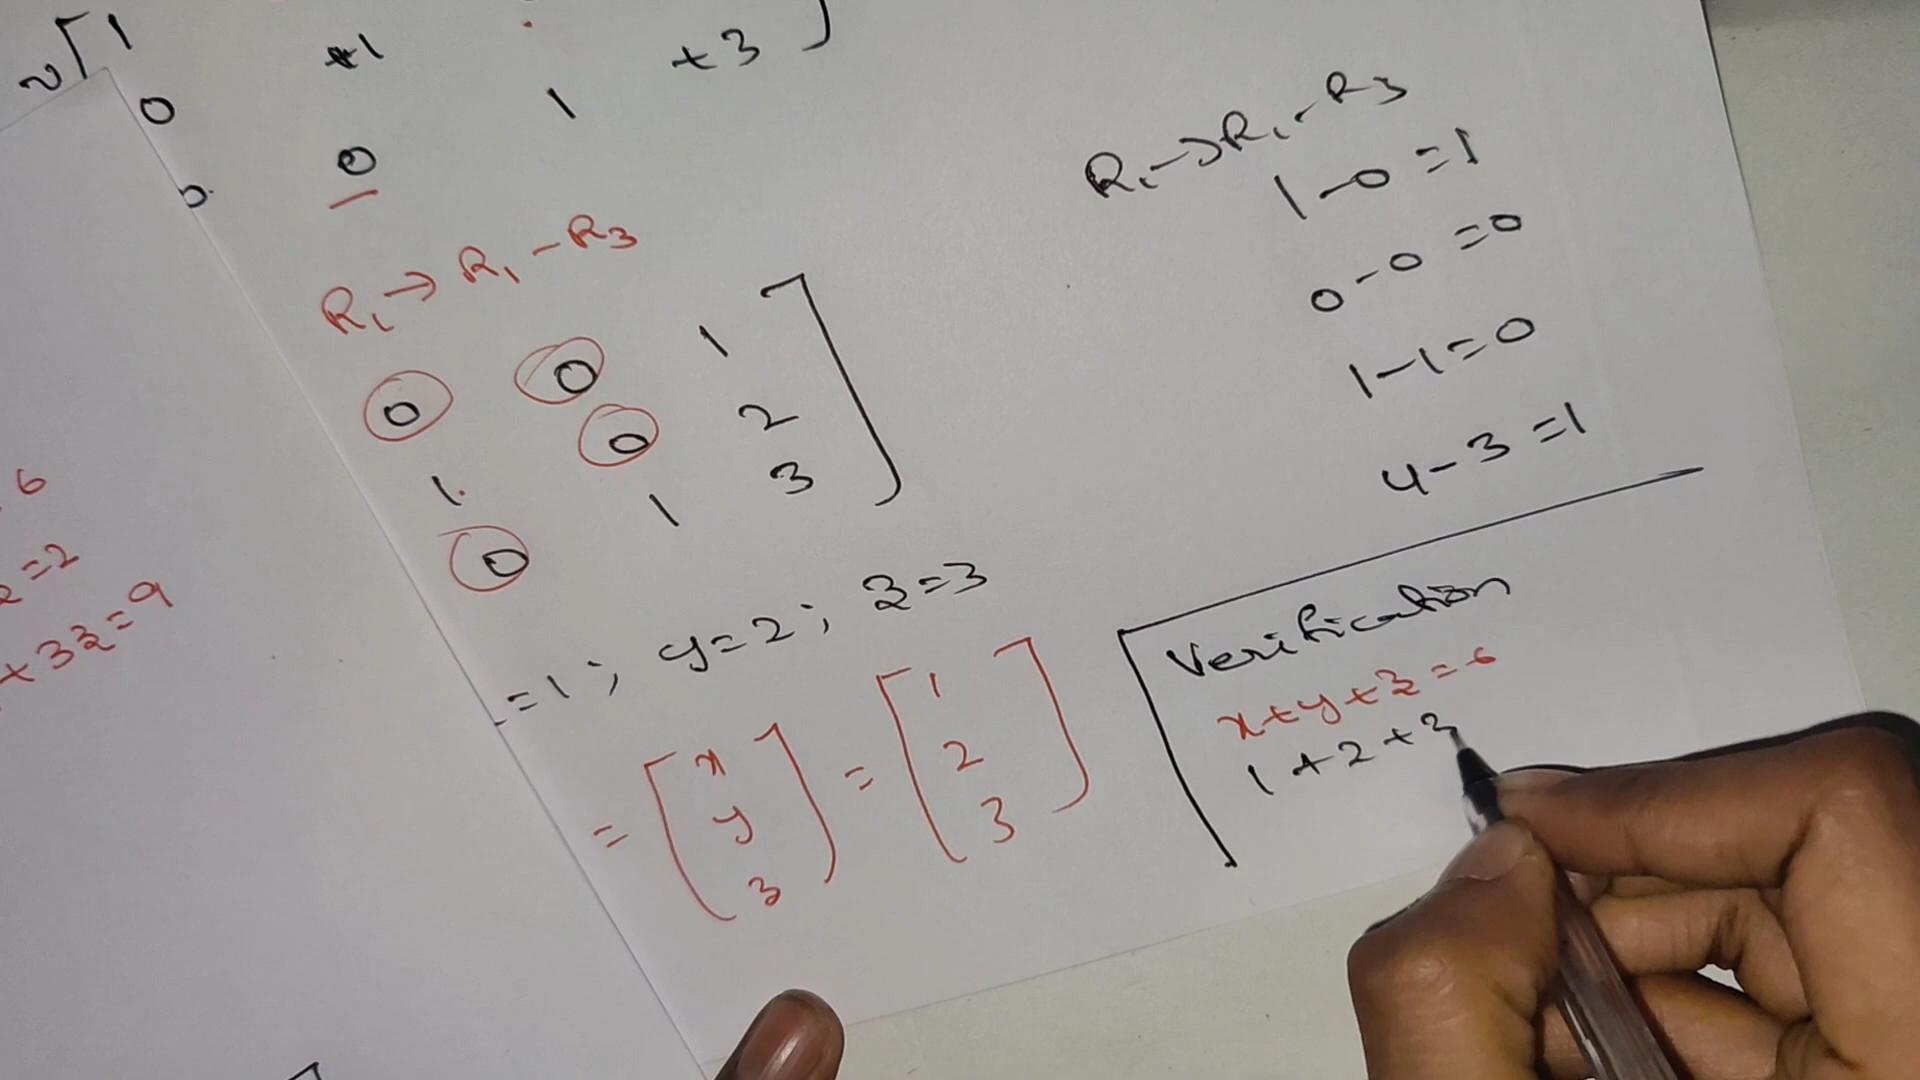 ~ [ 1
+1
+3 ]
0
1
0
0
R₁ → R₁ - R₃
0 0 1
1. 0 2
0 1 3 ]
=1; y=2; z=3
= [ x y z ] = [ 1 2 3 ]
6
=2
+3z=9
R₁ → R₁ - R₃
1-0=1
0-0=0
1-1=0
4-3=1
Verification
x+y+z=6
1+2+3